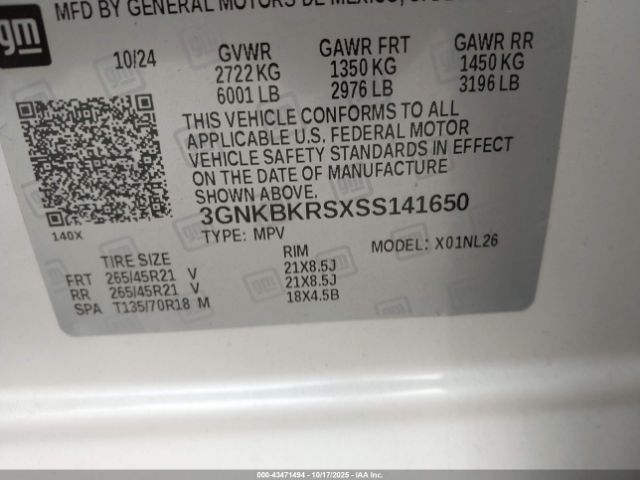 MFD BY GENERAL MOTORS DE MEXICO,
gm
10/24 GVWR GAWR FRT GAWR RR
2722 KG 1350 KG 1450 KG
6001 LB 2976 LB 3196 LB
THIS VEHICLE CONFORMS TO ALL
APPLICABLE U.S. FEDERAL MOTOR
VEHICLE SAFETY STANDARDS IN EFFECT
ON THE DATE OF MANUFACTURE
SHOWN ABOVE.
3GNKBKRSXSS141650
140X TYPE: MPV MODEL: X01NL26
TIRE SIZE RIM
FRT 265/45R21 V 21X8.5J
RR 265/45R21 V 21X8.5J
SPA T135/70R18 M 18X4.5B
000-43471494 | 10/17/2025 | IAAI.COM